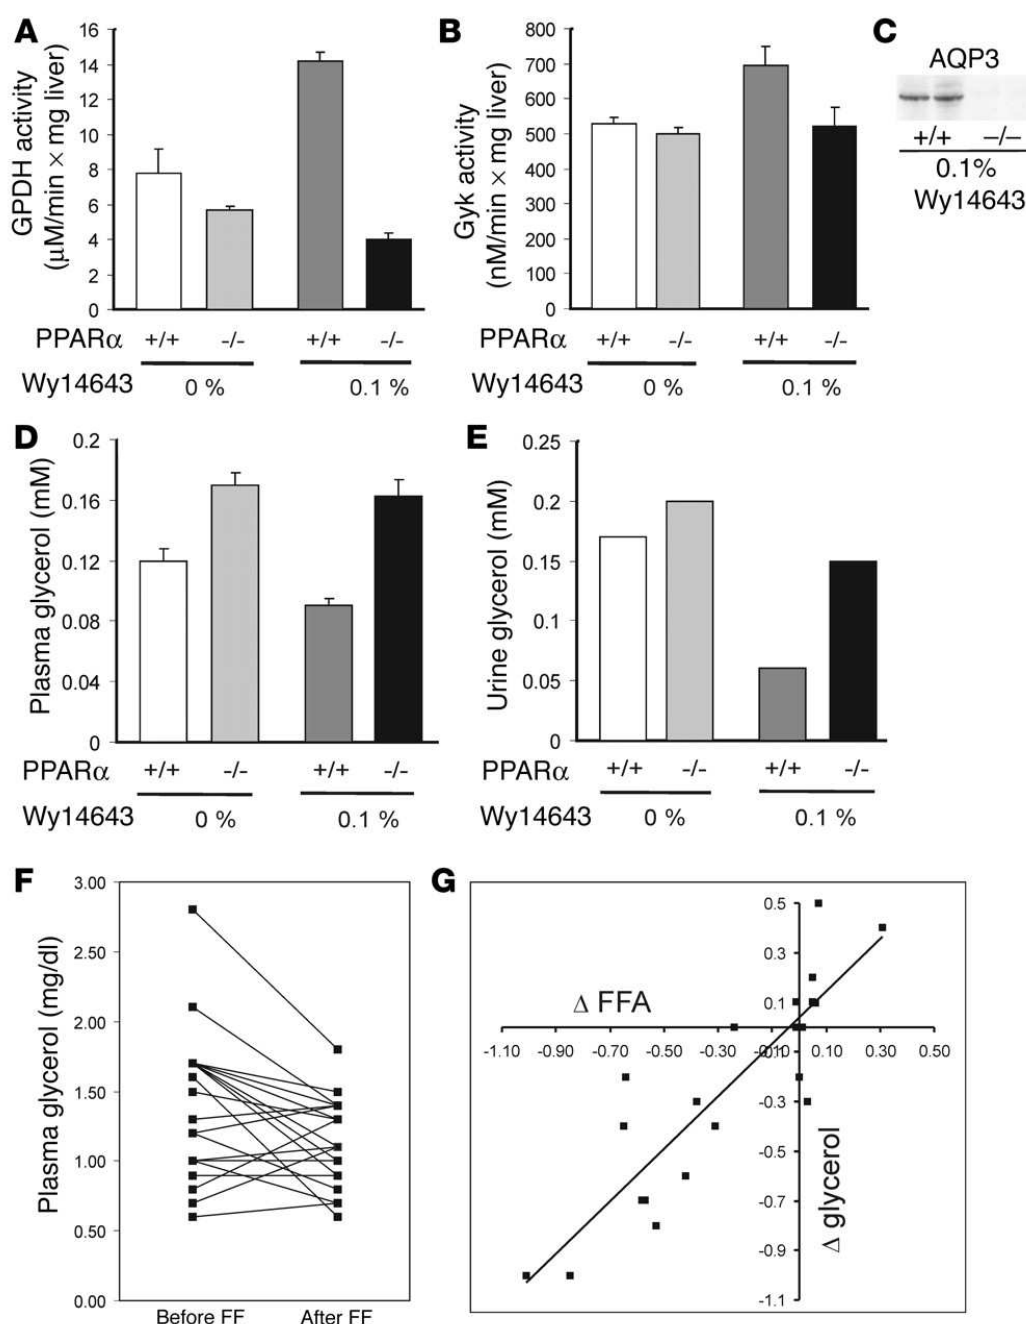 A
GPDH activity
(µM/min × mg liver)
16
14
12
10
8
6
4
2
0
PPARα +/+ -/- +/+ -/-
Wy14643 0 % 0.1 %
B
Gyk activity
(nM/min × mg liver)
800
700
600
500
400
300
200
100
0
PPARα +/+ -/- +/+ -/-
Wy14643 0 % 0.1 %
C
AQP3
+/+ –/–
0.1%
Wy14643
D
Plasma glycerol (mM)
0.2
0.16
0.12
0.08
0.04
0
PPARα +/+ -/- +/+ -/-
Wy14643 0 % 0.1 %
E
Urine glycerol (mM)
0.25
0.2
0.15
0.1
0.05
0
PPARα +/+ -/- +/+ -/-
Wy14643 0 % 0.1 %
F
Plasma glycerol (mg/dl)
3.00
2.50
2.00
1.50
1.00
0.50
0.00
Before FF After FF
G
Δ FFA
-1.10 -0.90 -0.70 -0.50 -0.30 -0.10 0.10 0.30 0.50
0.5
0.3
0.1
-0.1
-0.3
-0.5
-0.7
-0.9
-1.1
Δ glycerol